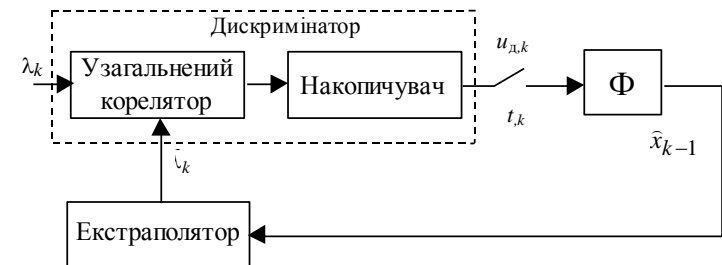 Дискримінатор
λk
Узагальнений
корелятор
Накопичувач
uд,k
t,k
Ф
x̂k−1
Екстраполятор